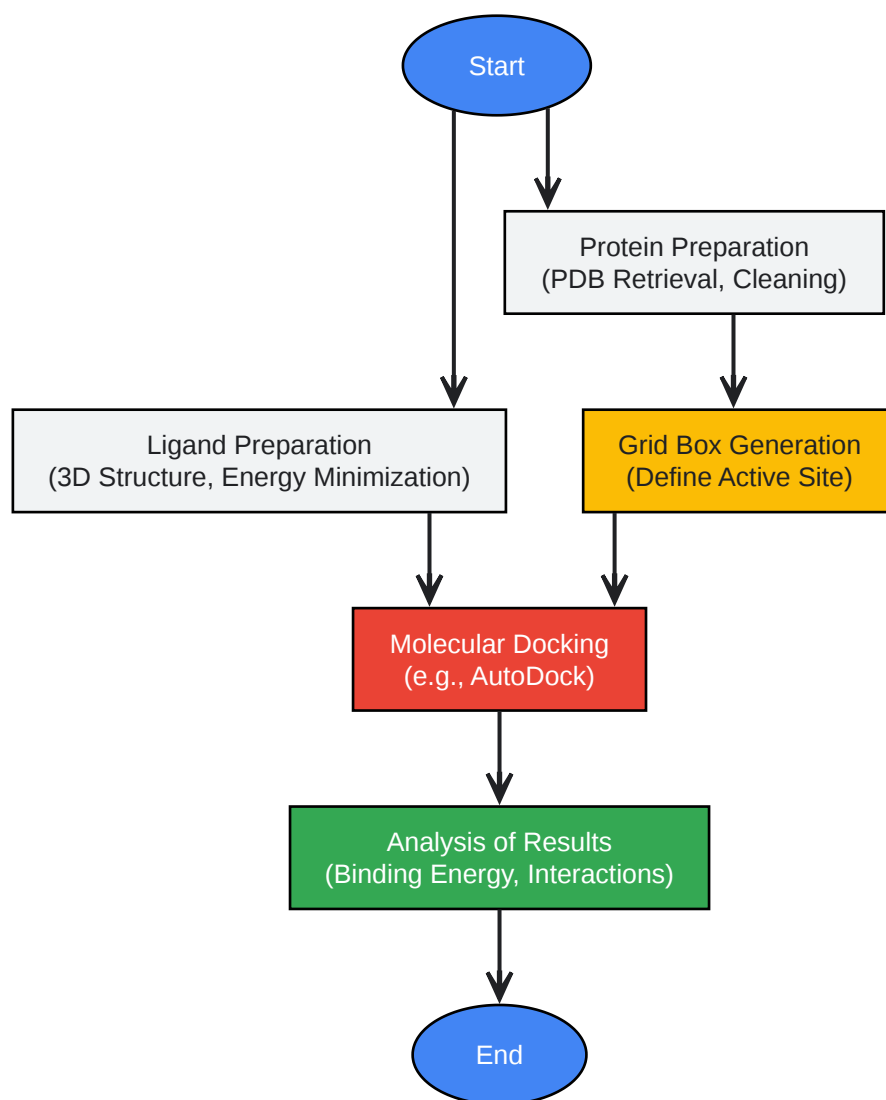 Start
Protein Preparation
(PDB Retrieval, Cleaning)
Ligand Preparation
(3D Structure, Energy Minimization)
Grid Box Generation
(Define Active Site)
Molecular Docking
(e.g., AutoDock)
Analysis of Results
(Binding Energy, Interactions)
End